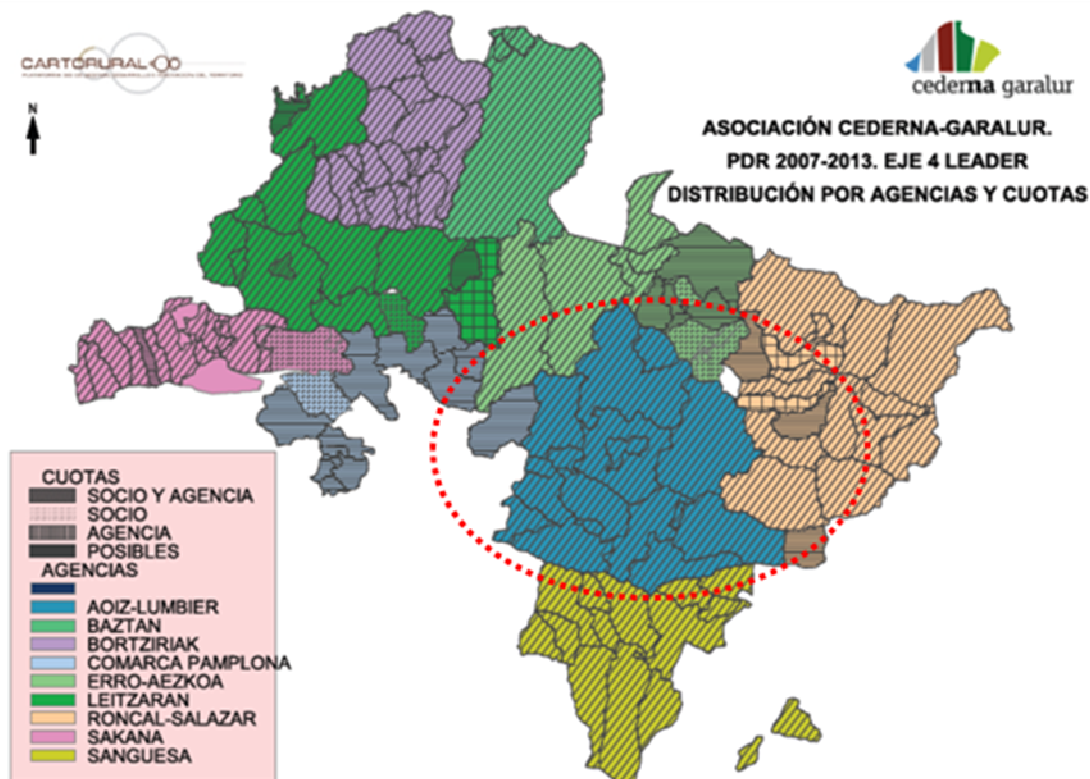 CARTORURAL
N
cederna garalur
ASOCIACIÓN CEDERNA-GARALUR.
PDR 2007-2013. EJE 4 LEADER
DISTRIBUCIÓN POR AGENCIAS Y CUOTAS
CUOTAS
SOCIO Y AGENCIA
SOCIO
AGENCIA
POSIBLES
AGENCIAS
AOIZ-LUMBIER
BAZTAN
BORTZIRIAK
COMARCA PAMPLONA
ERRO-AEZKOA
LEITZARAN
RONCAL-SALAZAR
SAKANA
SANGUESA